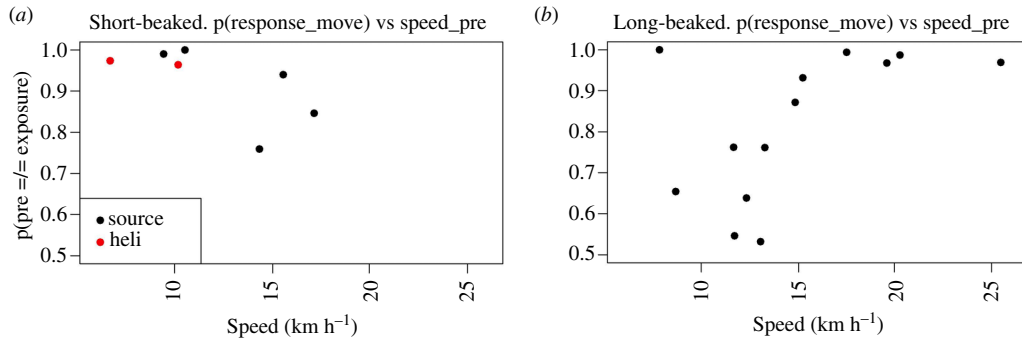 (a) Short-beaked. p(response_move) vs speed_pre
p(pre =/= exposure)
1.0
0.9
0.8
0.7
0.6
0.5
source
heli
10 15 20 25
Speed (km h⁻¹)
(b) Long-beaked. p(response_move) vs speed_pre
1.0
0.9
0.8
0.7
0.6
0.5
10 15 20 25
Speed (km h⁻¹)